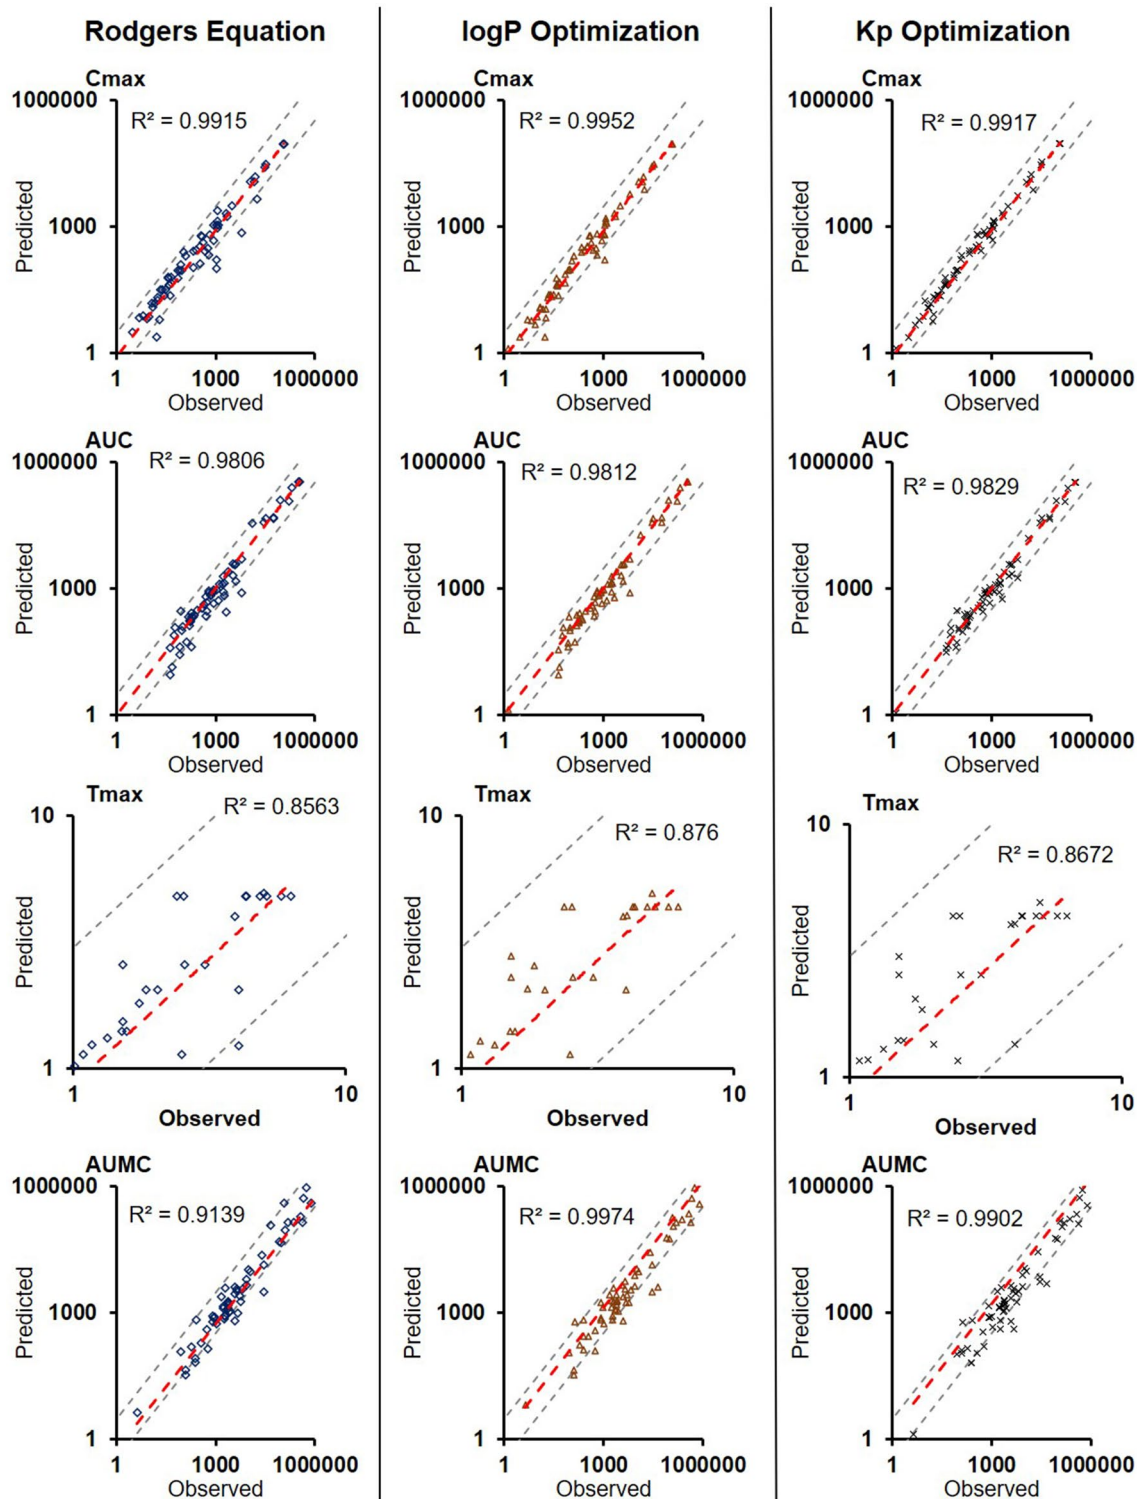 Rodgers Equation
logP Optimization
Kp Optimization
Cmax
1000000
R² = 0.9915
1000
Predicted
1
1
1000
1000000
Observed
Cmax
1000000
R² = 0.9952
1000
Predicted
1
1
1000
1000000
Observed
1000000
R² = 0.9917
1000
Predicted
1
1
1000
1000000
Observed
AUC
1000000
R² = 0.9806
1000
Predicted
1
1
1000
1000000
Observed
AUC
1000000
R² = 0.9812
1000
Predicted
1
1
1000
1000000
Observed
AUC
1000000
R² = 0.9829
1000
Predicted
1
1
1000
1000000
Observed
Tmax
10
R² = 0.8563
Predicted
1
1
10
Observed
Tmax
10
R² = 0.876
Predicted
1
1
10
Observed
Tmax
10
R² = 0.8672
Predicted
1
1
10
Observed
AUMC
1000000
R² = 0.9139
1000
Predicted
1
1
1000
1000000
Observed
AUMC
1000000
R² = 0.9974
1000
Predicted
1
1
1000
1000000
Observed
AUMC
1000000
R² = 0.9902
1000
Predicted
1
1
1000
1000000
Observed